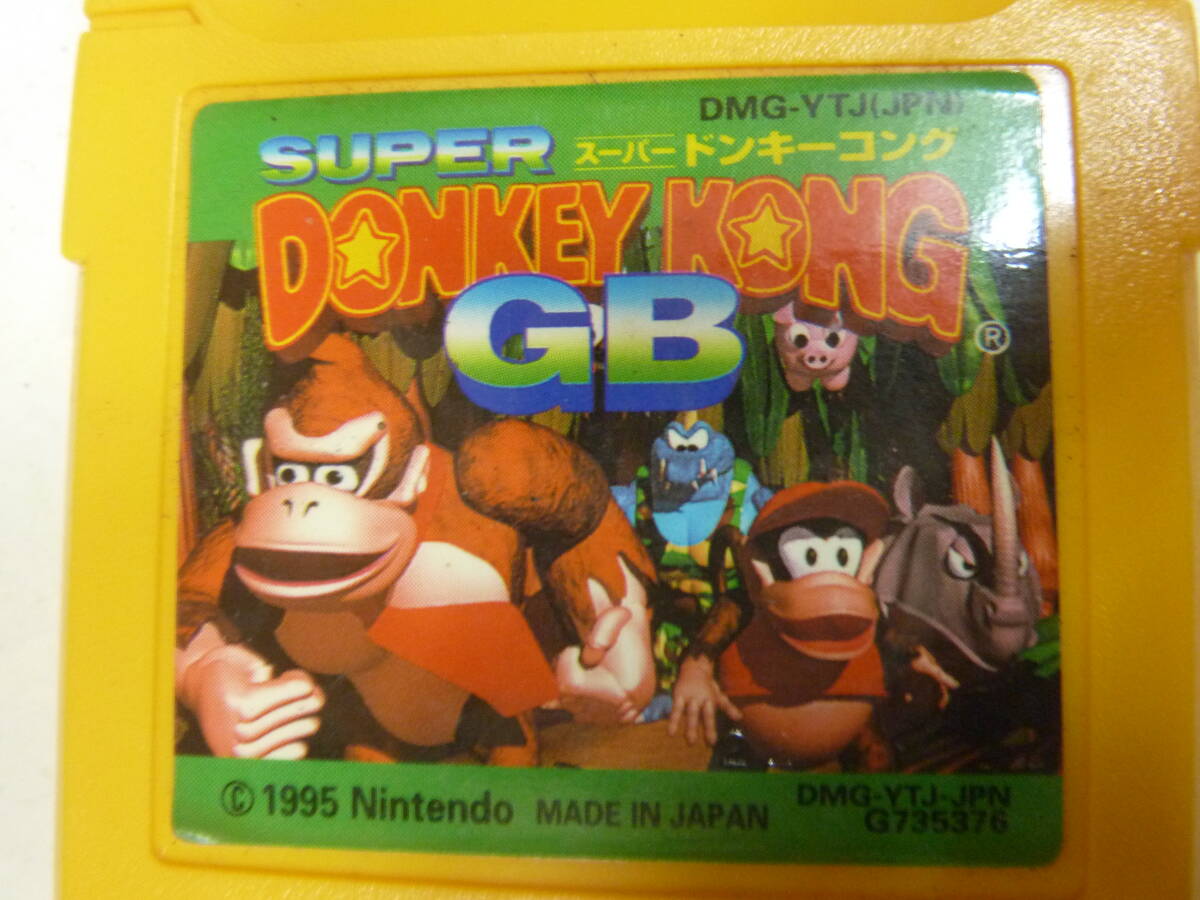 DMG-YTJ(JPN)
SUPER スーパードンキーコング
DONKEY KONG
GB ®
© 1995 Nintendo MADE IN JAPAN DMG-YTJ-JPN
G735376